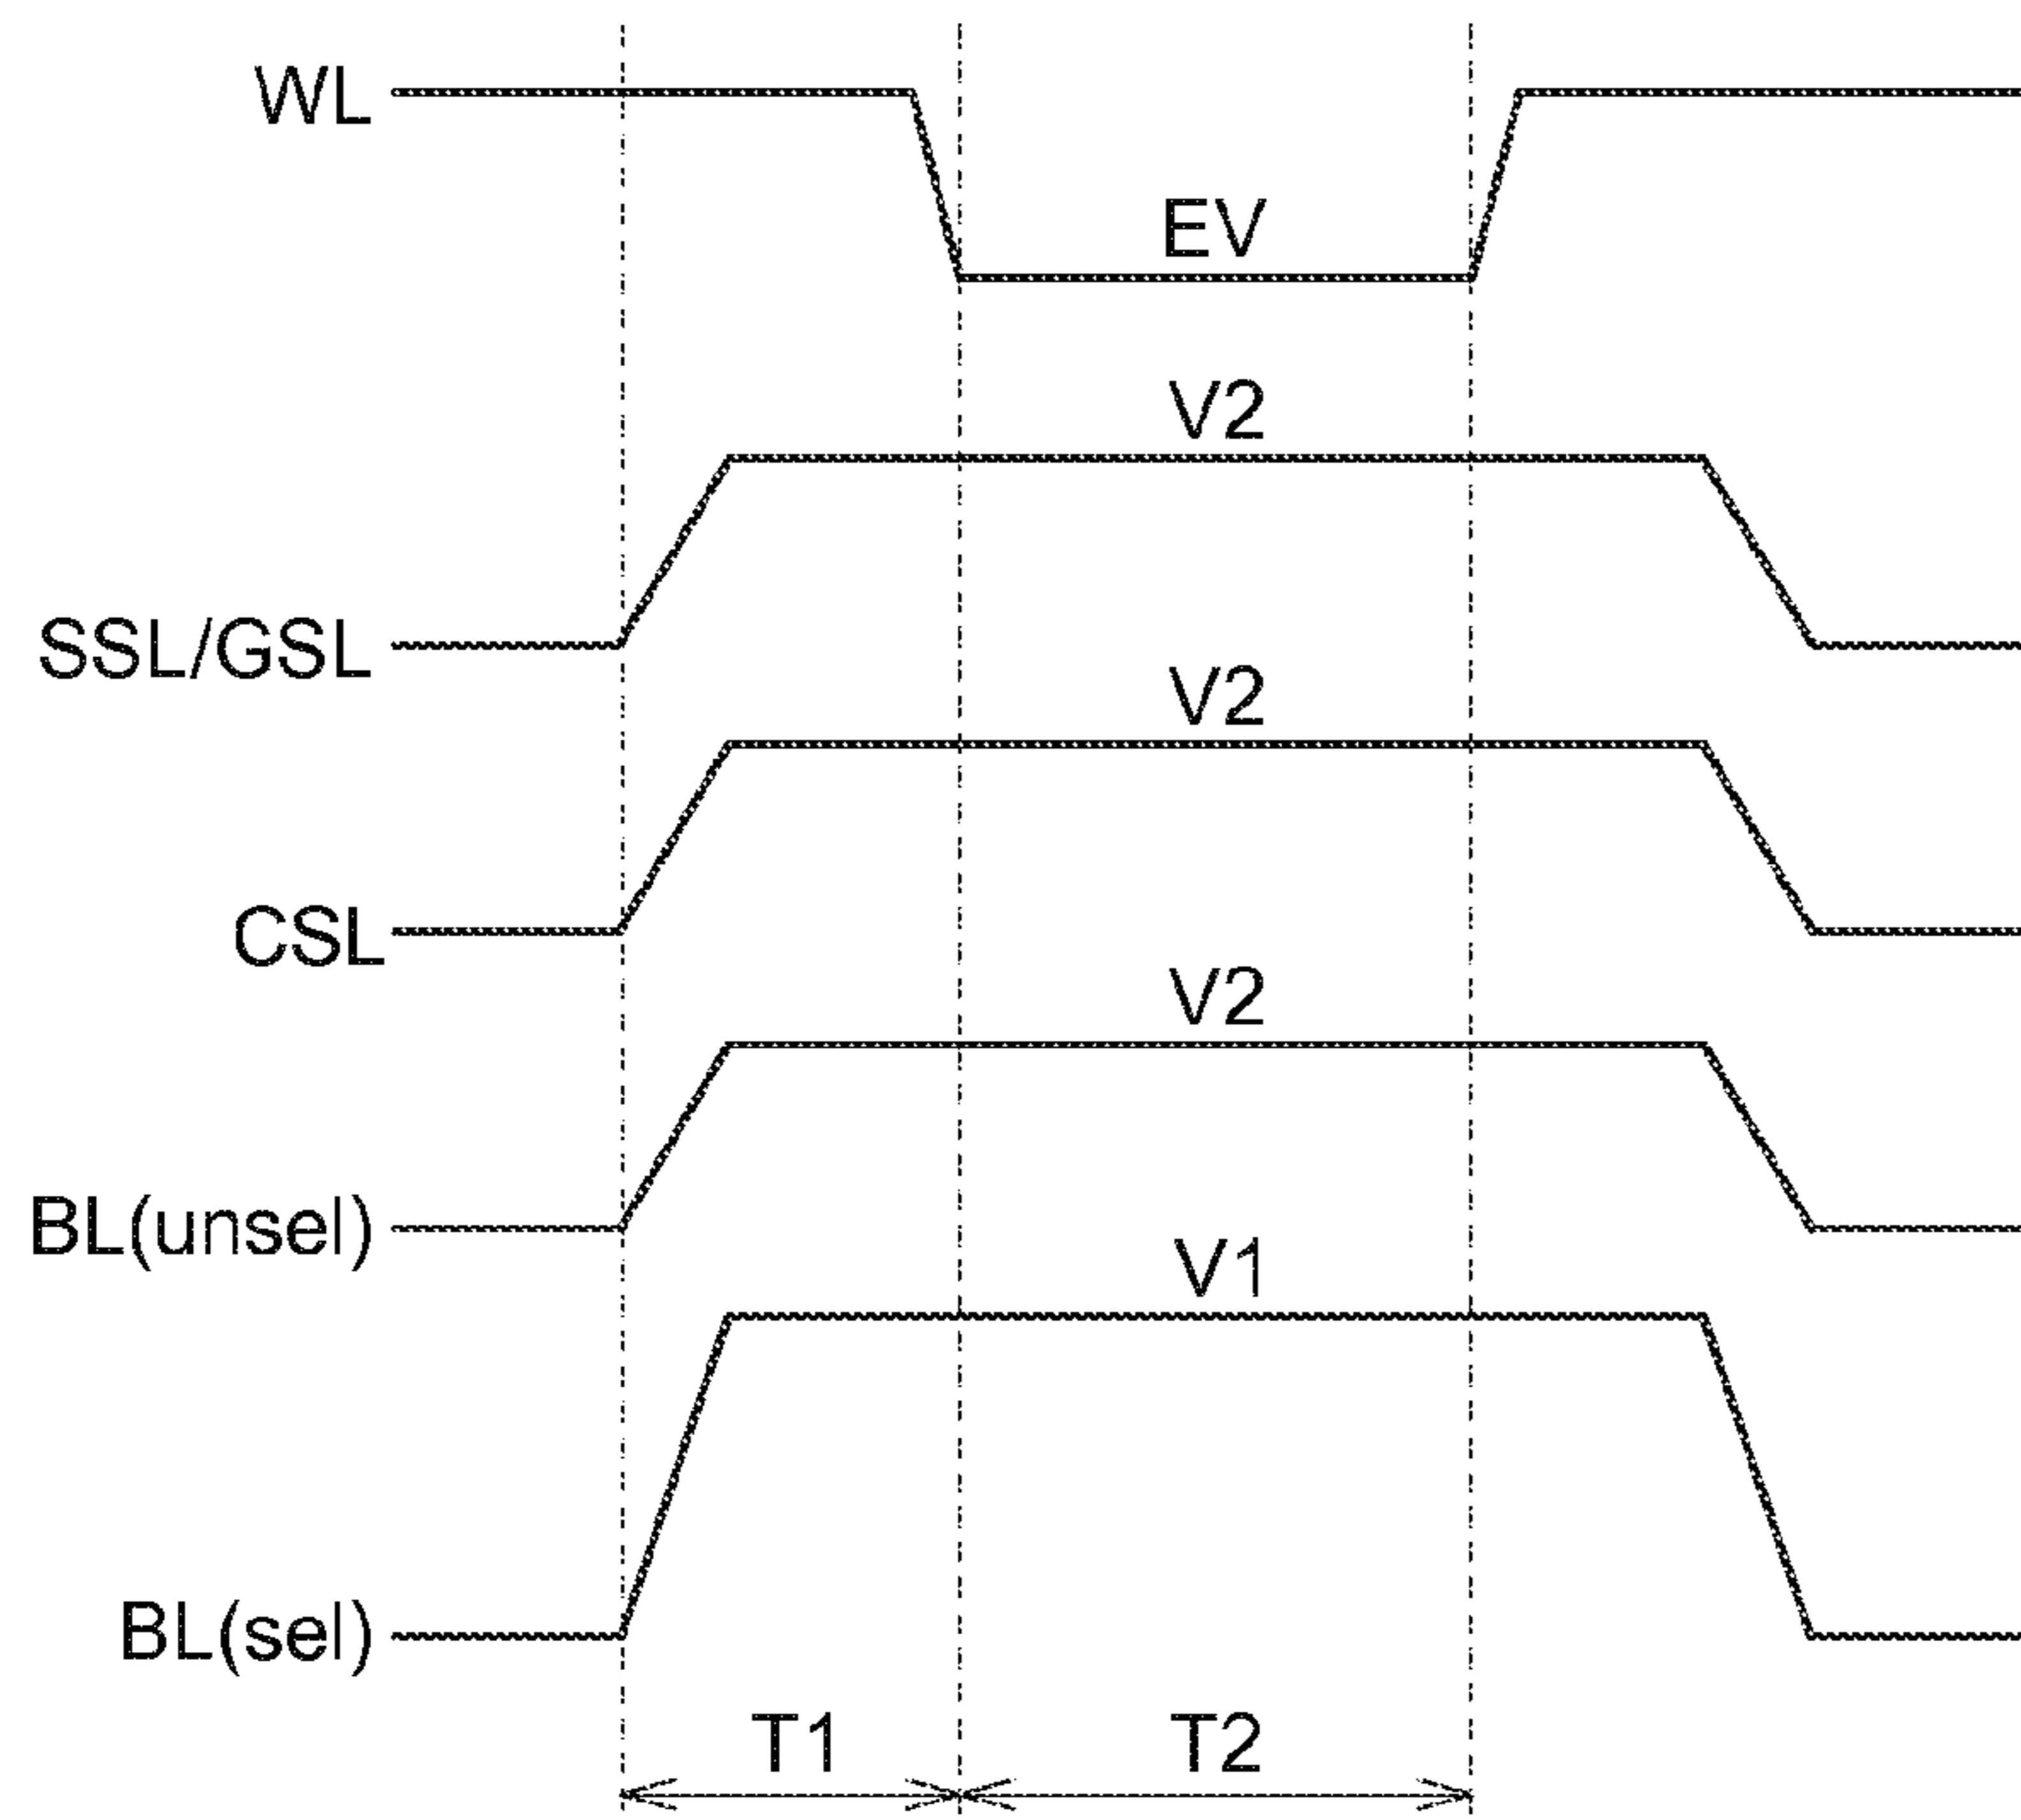 WL
EV
V2
SSL/GSL
V2
CSL
V2
BL(unsel)
V1
BL(sel)
T1 T2